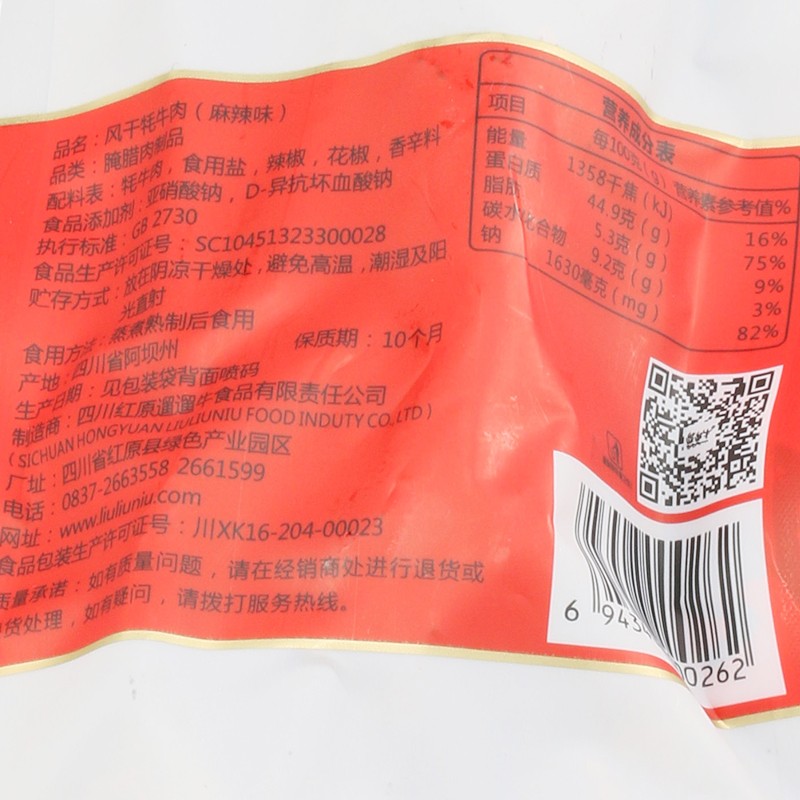 品名：风干牦牛肉（麻辣味）
品类：腌腊肉制品
配料表：牦牛肉，食用盐，辣椒，花椒，香辛料
食品添加剂：亚硝酸钠，D-异抗坏血酸钠
执行标准：GB 2730
食品生产许可证号：SC10451323300028
贮存方式：放在阴凉干燥处，避免高温，潮湿及阳
光直射
食用方法：蒸煮熟制后食用
产地：四川省阿坝州 保质期：10个月
生产日期：见包装袋背面喷码
制造商：四川红原遛遛牛食品有限责任公司
（SICHUAN HONGYUAN LIULIUNIU FOOD INDUTY CO.,LTD）
厂址：四川省红原县绿色产业园区
电话：0837-2663558 2661599
网址：www.liuliuniu.com
食品包装生产许可证号：川XK16-204-00023
质量承诺：如有质量问题，请在经销商处进行退货或
货处理，如有疑问，请拨打服务热线。
营养成分表
项目 每100克(g) 营养素参考值%
能量 1358千焦(kJ) 16%
蛋白质 44.9克(g) 75%
脂肪 5.3克(g) 9%
碳水化合物 9.2克(g) 3%
钠 1630毫克(mg) 82%
6 943 0262